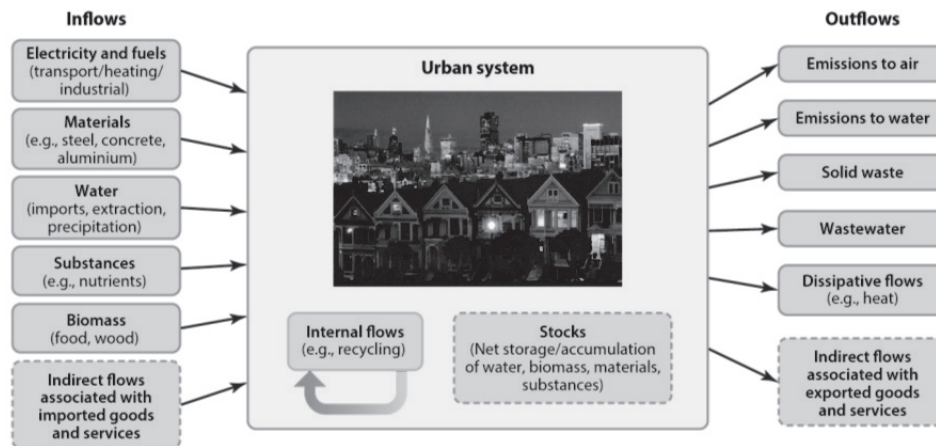 Inflows
Electricity and fuels
(transport/heating/
industrial)
Materials
(e.g., steel, concrete,
aluminium)
Water
(imports, extraction,
precipitation)
Substances
(e.g., nutrients)
Biomass
(food, wood)
Indirect flows
associated with
imported goods
and services
Urban system
Internal flows
(e.g., recycling)
Stocks
(Net storage/accumulation
of water, biomass, materials,
substances)
Outflows
Emissions to air
Emissions to water
Solid waste
Wastewater
Dissipative flows
(e.g., heat)
Indirect flows
associated with
exported goods
and services